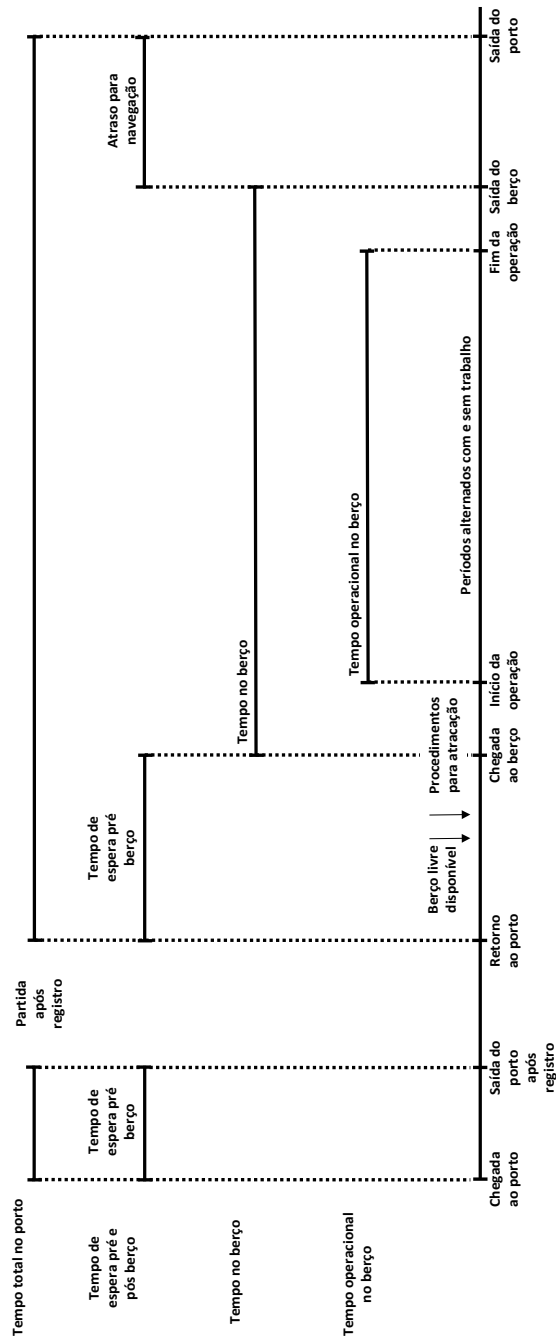 Tempo total no porto
Partida
após
registro
Tempo de
espera pré e
pós berço
Tempo de
espera pré
berço
Tempo de
espera pré
berço
Atraso para
navegação
Tempo no berço
Tempo no berço
Tempo operacional
no berço
Tempo operacional no berço
Berço livre
disponível
Procedimentos
para atracação
Períodos alternados com e sem trabalho
Chegada
ao porto
Saída do
porto
após
registro
Retorno
ao porto
Chegada
ao berço
Início da
operação
Fim da
operação
Saída do
berço
Saída do
porto